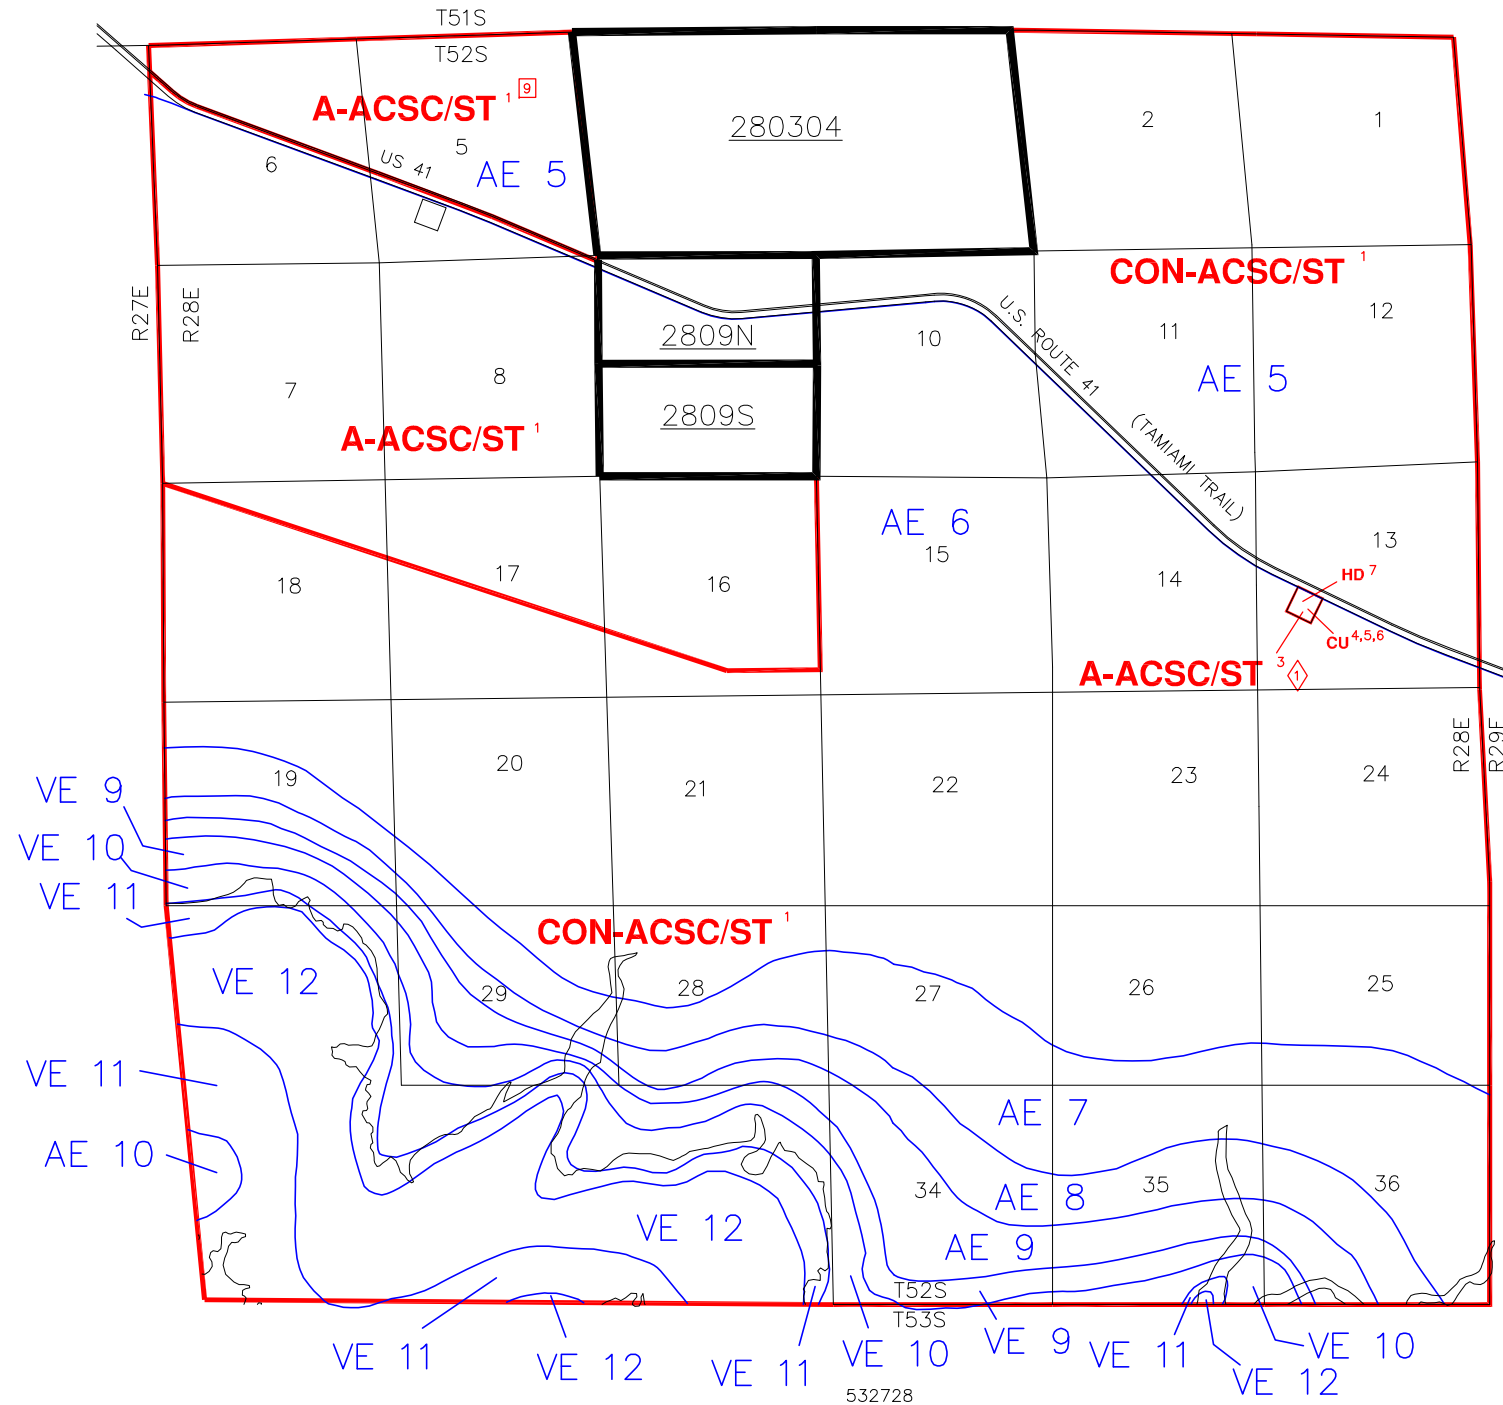 T51S
T52S
A-ACSC/ST 1 9
280304
2
1
5
6
US 41
AE 5
CON-ACSC/ST 1
R27E
R28E
2809N
10
U.S. ROUTE 41
(TAMIAMI TRAIL)
11
12
AE 5
7
8
2809S
A-ACSC/ST 1
AE 6
15
13
18
17
16
14
HD 7
CU 4,5,6
A-ACSC/ST 3 1
R28E
R29E
19
20
21
22
23
24
VE 9
VE 10
VE 11
CON-ACSC/ST 1
VE 12
29
28
27
26
25
VE 11
AE 7
AE 10
34
AE 8
35
36
VE 12
AE 9
T52S
T53S
VE 11
VE 12
VE 11
VE 10
VE 9
VE 11
VE 10
VE 12
532728